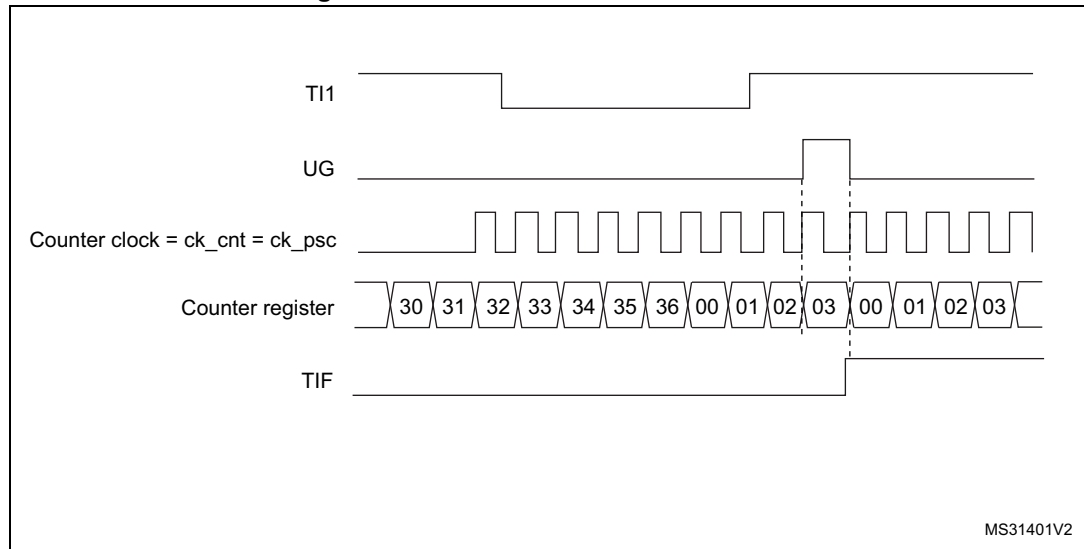 TI1
UG
Counter clock = ck_cnt = ck_psc
Counter register 30 31 32 33 34 35 36 00 01 02 03 00 01 02 03
TIF
MS31401V2